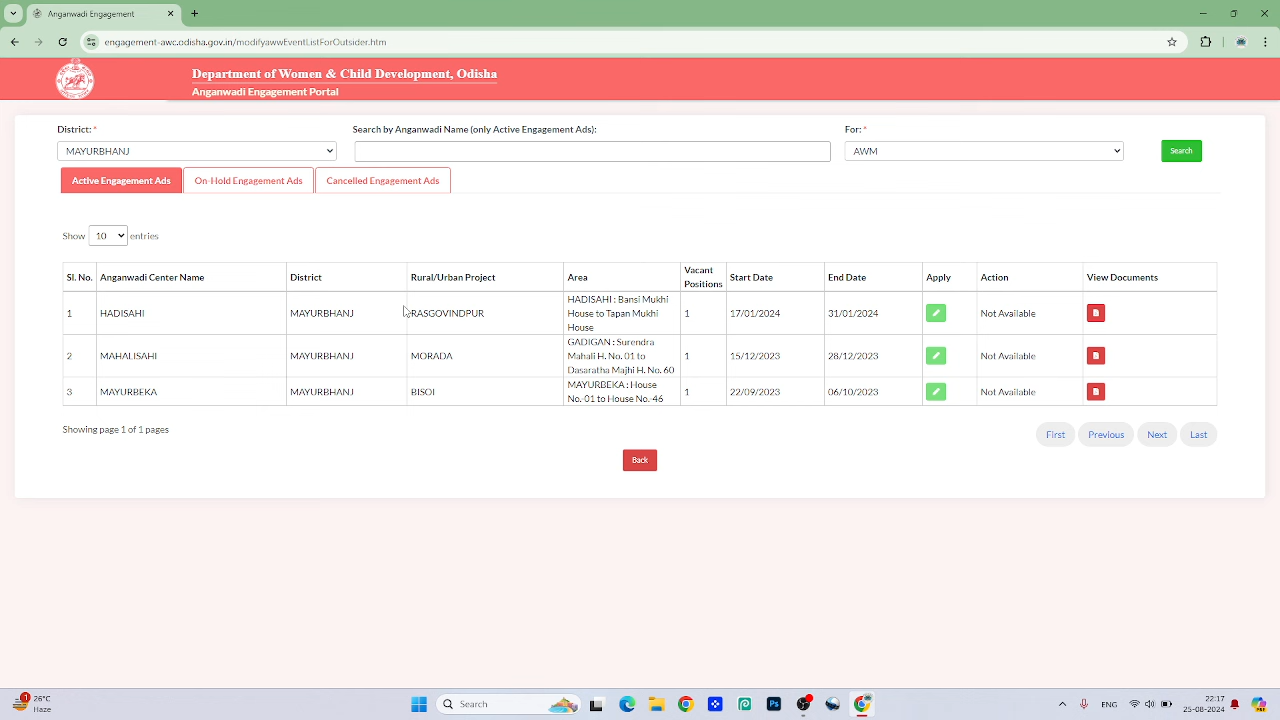 Anganwadi Engagement
engagement-awc.odisha.gov.in/modifyawwEventListForOutsider.htm
Department of Women & Child Development, Odisha
Anganwadi Engagement Portal
District: * Search by Anganwadi Name (only Active Engagement Ads): For: *
MAYURBHANJ AWM Search
Active Engagement Ads On-Hold Engagement Ads Cancelled Engagement Ads
Show 10 entries
Sl. No. Anganwadi Center Name District Rural/Urban Project Area Vacant Positions Start Date End Date Apply Action View Documents
1 HADISAHI MAYURBHANJ RASGOVINDPUR HADISAHI : Bansi Mukhi House to Tapan Mukhi House 1 17/01/2024 31/01/2024 Not Available
2 MAHALISAHI MAYURBHANJ MORADA GADIGAN : Surendra Mahali H. No. 01 to Dasaratha Majhi H. No. 60 1 15/12/2023 28/12/2023 Not Available
3 MAYURBEKA MAYURBHANJ BISOI MAYURBEKA : House No. 01 to House No. 46 1 22/09/2023 06/10/2023 Not Available
Showing page 1 of 1 pages
First Previous Next Last
Back
1 26°C
Haze
Search
Ps
ENG
22:17
25-08-2024